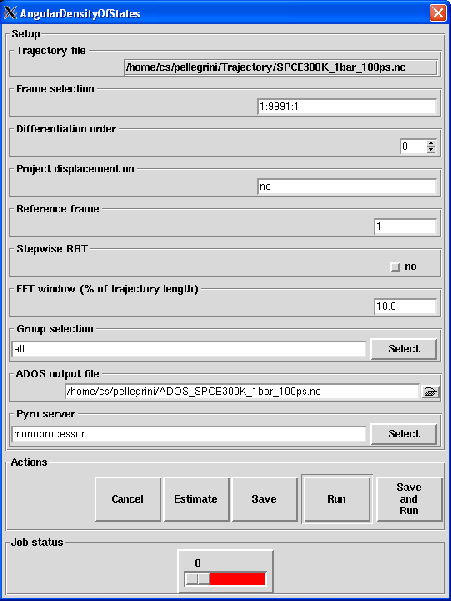 AngularDensityOfStates
Setup
Trajectory file
/home/cs/pellegrini/Trajectory/SPCE300K_1bar_100ps.nc
Frame selection
1:9991:1
Differentiation order
0
Project displacement on
no
Reference frame
1
Stepwise RBT
no
FFT window (% of trajectory length)
10.0
Group selection
all
Select
ADOS output file
/home/cs/pellegrini/ADOS_SPCE300K_1bar_100ps.nc
Pyro server
monoprocessor
Select
Actions
Cancel
Estimate
Save
Run
Save
and
Run
Job status
0